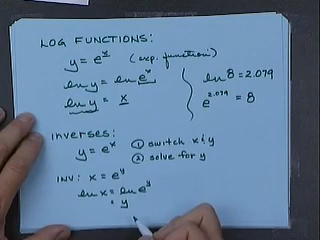 LOG FUNCTIONS:
y = e^x (exp. function)
ln y = ln e^x
ln y = x
ln 8 = 2.079
e^2.079 = 8
Inverses:
y = e^x
① switch x & y
② solve for y
INV: x = e^y
ln x = ln e^y
= y